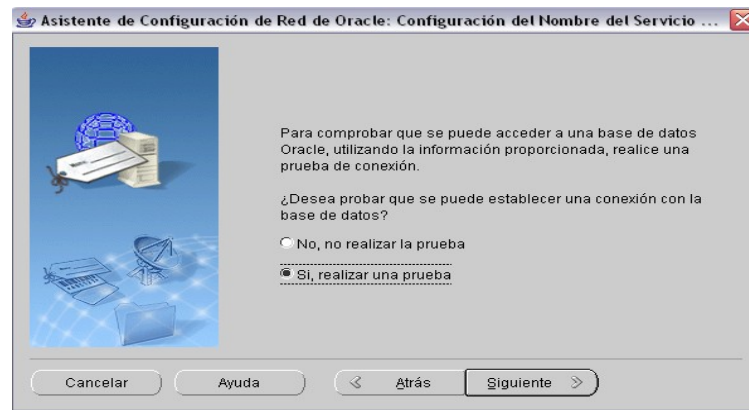 Asistente de Configuración de Red de Oracle: Configuración del Nombre del Servicio ...
Para comprobar que se puede acceder a una base de datos
Oracle, utilizando la información proporcionada, realice una
prueba de conexión.
¿Desea probar que se puede establecer una conexión con la
base de datos?
No, no realizar la prueba
Si, realizar una prueba
Cancelar Ayuda Atrás Siguiente